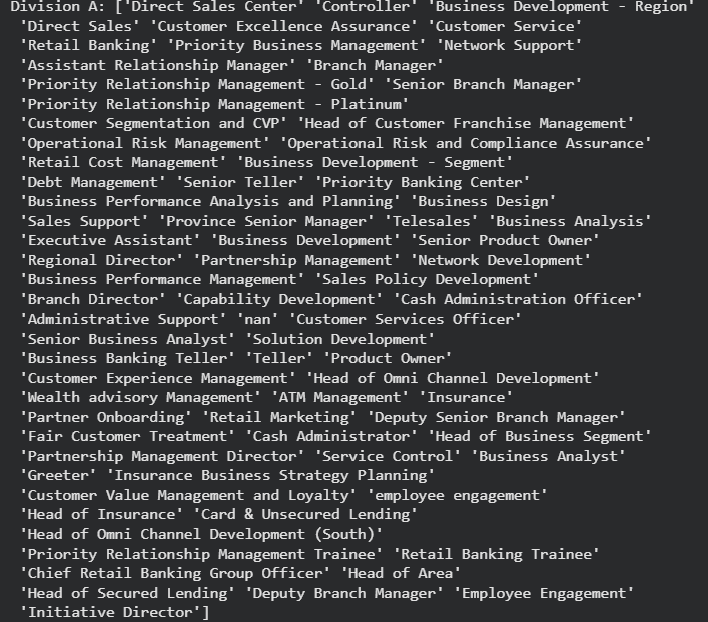 Division A: ['Direct Sales Center' 'Controller' 'Business Development - Region'
'Direct Sales' 'Customer Excellence Assurance' 'Customer Service'
'Retail Banking' 'Priority Business Management' 'Network Support'
'Assistant Relationship Manager' 'Branch Manager'
'Priority Relationship Management - Gold' 'Senior Branch Manager'
'Priority Relationship Management - Platinum'
'Customer Segmentation and CVP' 'Head of Customer Franchise Management'
'Operational Risk Management' 'Operational Risk and Compliance Assurance'
'Retail Cost Management' 'Business Development - Segment'
'Debt Management' 'Senior Teller' 'Priority Banking Center'
'Business Performance Analysis and Planning' 'Business Design'
'Sales Support' 'Province Senior Manager' 'Telesales' 'Business Analysis'
'Executive Assistant' 'Business Development' 'Senior Product Owner'
'Regional Director' 'Partnership Management' 'Network Development'
'Business Performance Management' 'Sales Policy Development'
'Branch Director' 'Capability Development' 'Cash Administration Officer'
'Administrative Support' 'nan' 'Customer Services Officer'
'Senior Business Analyst' 'Solution Development'
'Business Banking Teller' 'Teller' 'Product Owner'
'Customer Experience Management' 'Head of Omni Channel Development'
'Wealth advisory Management' 'ATM Management' 'Insurance'
'Partner Onboarding' 'Retail Marketing' 'Deputy Senior Branch Manager'
'Fair Customer Treatment' 'Cash Administrator' 'Head of Business Segment'
'Partnership Management Director' 'Service Control' 'Business Analyst'
'Greeter' 'Insurance Business Strategy Planning'
'Customer Value Management and Loyalty' 'employee engagement'
'Head of Insurance' 'Card & Unsecured Lending'
'Head of Omni Channel Development (South)'
'Priority Relationship Management Trainee' 'Retail Banking Trainee'
'Chief Retail Banking Group Officer' 'Head of Area'
'Head of Secured Lending' 'Deputy Branch Manager' 'Employee Engagement'
'Initiative Director']